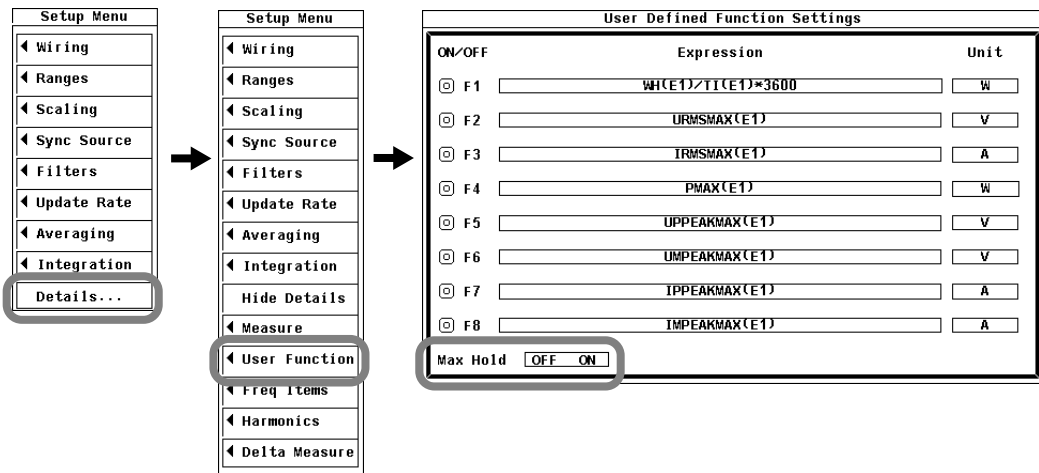 Setup Menu
Wiring
Ranges
Scaling
Sync Source
Filters
Update Rate
Averaging
Integration
Details...
Setup Menu
Wiring
Ranges
Scaling
Sync Source
Filters
Update Rate
Averaging
Integration
Hide Details
Measure
User Function
Freq Items
Harmonics
Delta Measure
User Defined Function Settings
ON/OFF Expression Unit
F1 WH(E1)/TI(E1)*3600 W
F2 URMSMAX(E1) V
F3 IRMSMAX(E1) A
F4 PMAX(E1) W
F5 UPPEAKMAX(E1) V
F6 UMPEAKMAX(E1) V
F7 IPPEAKMAX(E1) A
F8 IMPEAKMAX(E1) A
Max Hold OFF ON